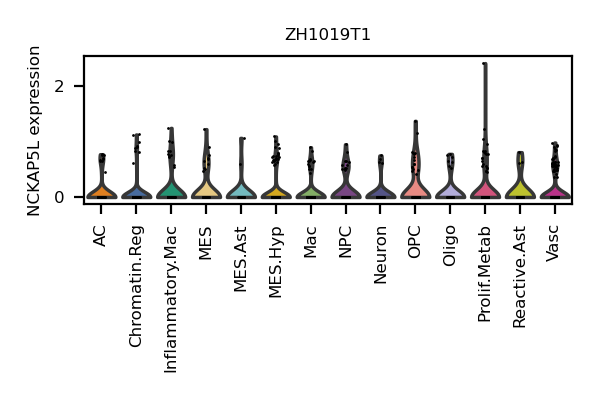 ZH1019T1
NCKAP5L expression
2
0
AC
Chromatin.Reg
Inflammatory.Mac
MES
MES.Ast
MES.Hyp
Mac
NPC
Neuron
OPC
Oligo
Prolif.Metab
Reactive.Ast
Vasc